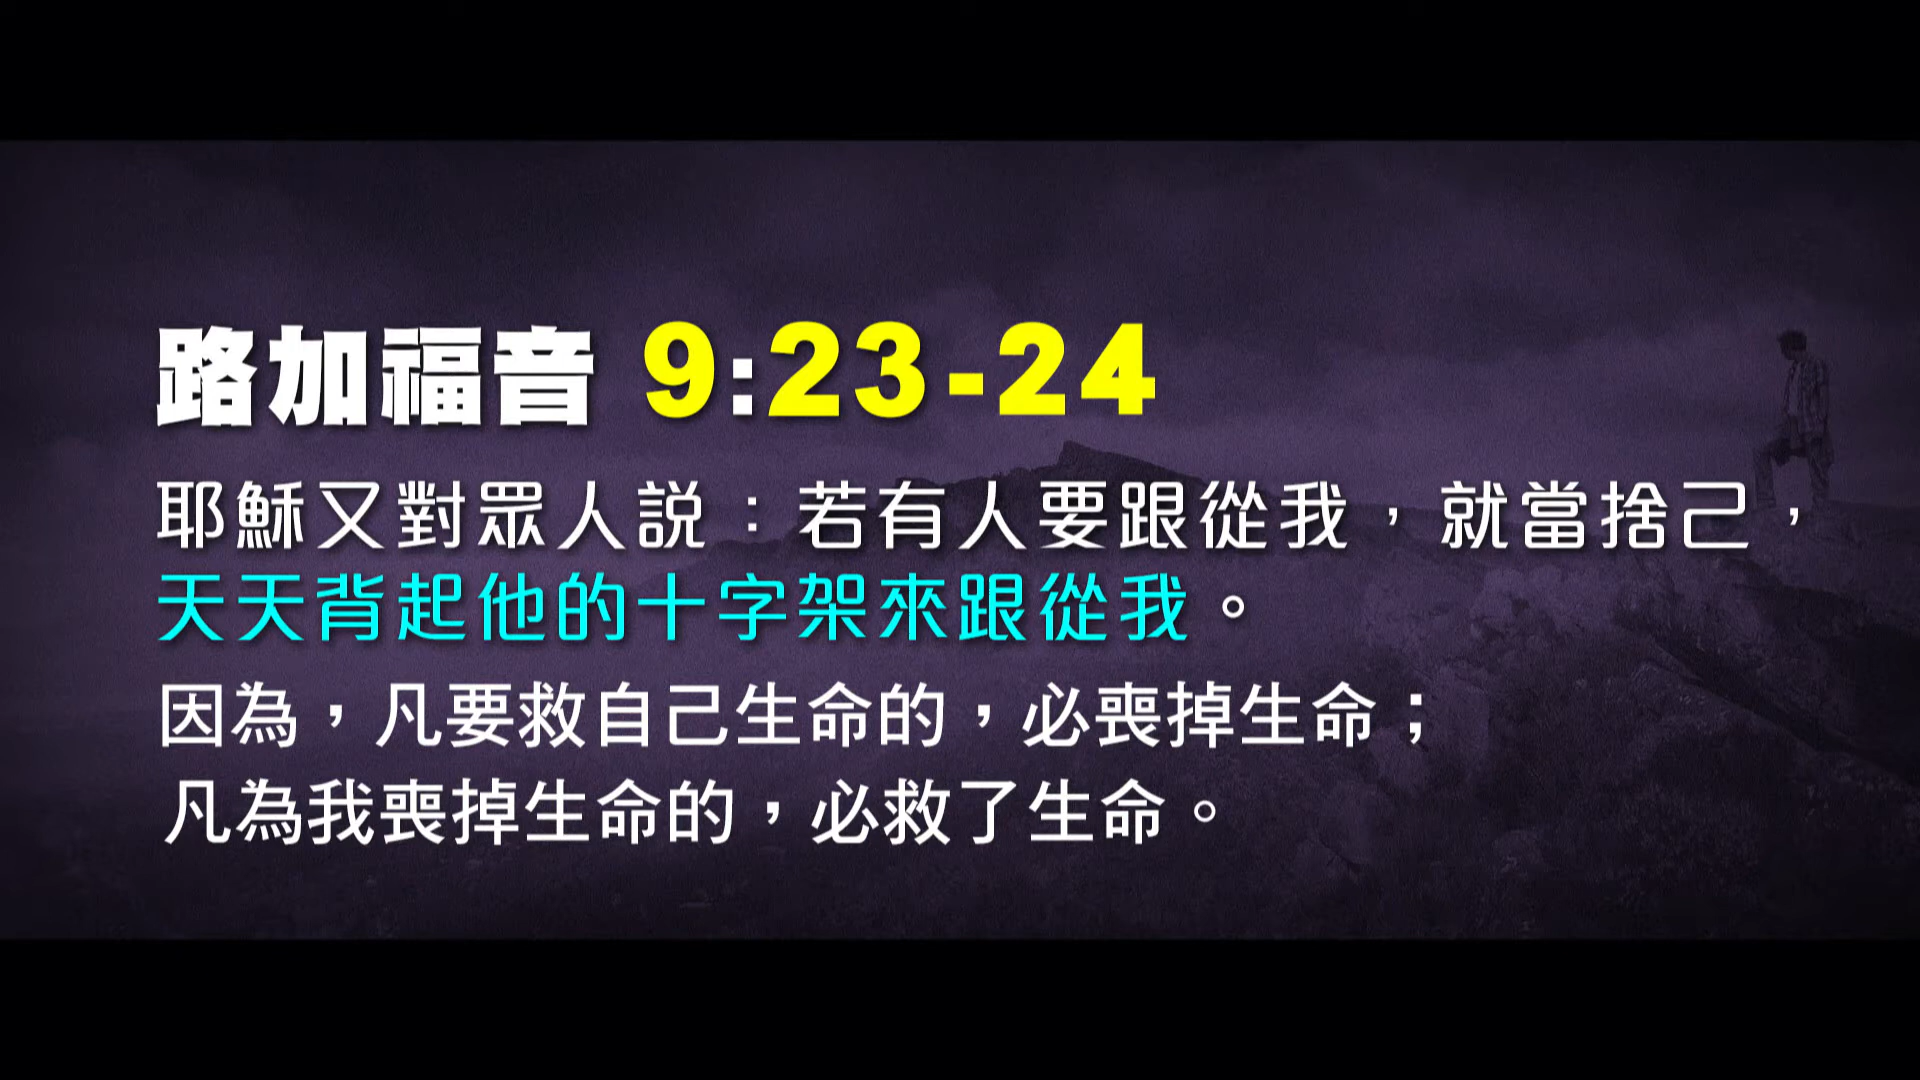 路加福音 9:23-24
耶穌又對眾人説：若有人要跟從我，就當捨己，
天天背起他的十字架來跟從我。
因為，凡要救自己生命的，必喪掉生命；
凡為我喪掉生命的，必救了生命。